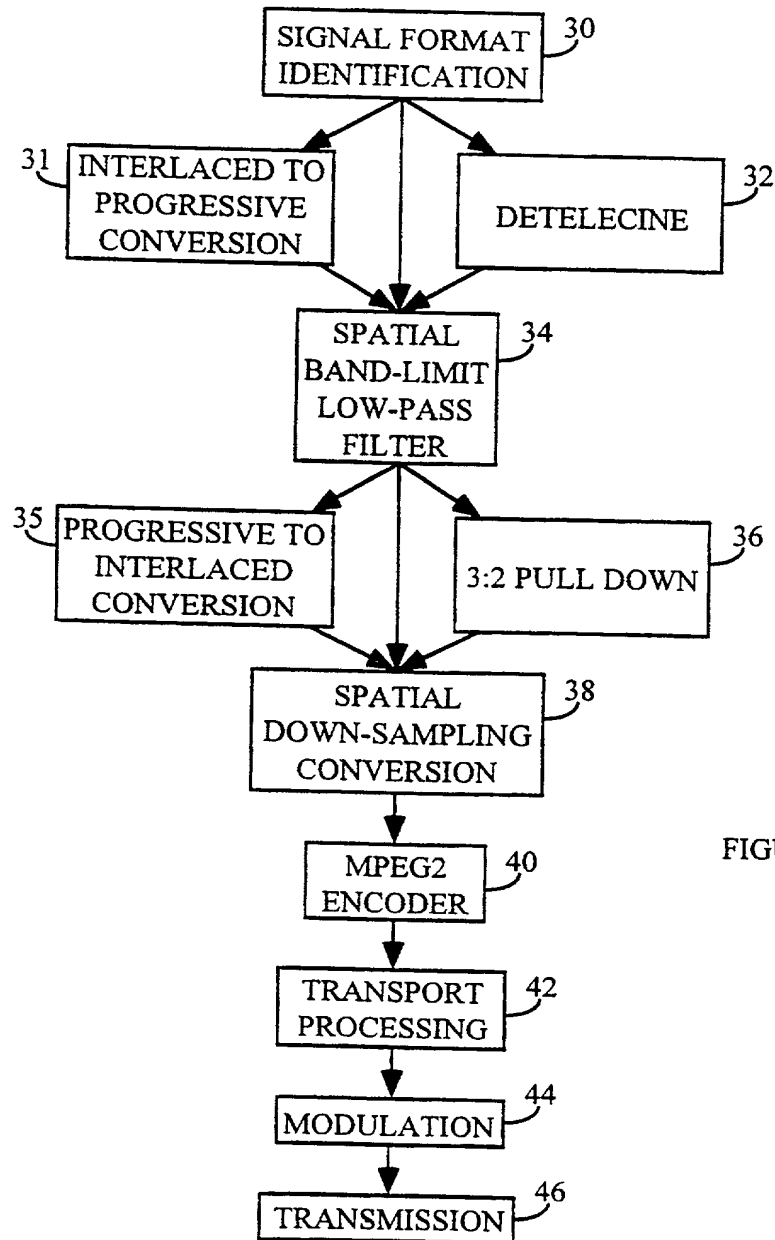 SIGNAL FORMAT
IDENTIFICATION
30
31
INTERLACED TO
PROGRESSIVE
CONVERSION
DETELECINE
32
SPATIAL
BAND-LIMIT
LOW-PASS
FILTER
34
35
PROGRESSIVE TO
INTERLACED
CONVERSION
3:2 PULL DOWN
36
SPATIAL
DOWN-SAMPLING
CONVERSION
38
MPEG2
ENCODER
40
FIGU
TRANSPORT
PROCESSING
42
MODULATION
44
TRANSMISSION
46